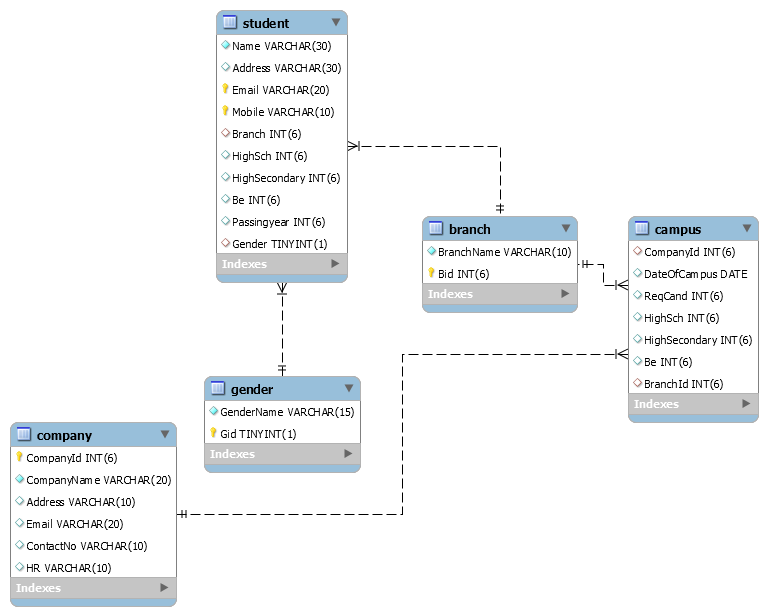 student
Name VARCHAR(30)
Address VARCHAR(30)
Email VARCHAR(20)
Mobile VARCHAR(10)
Branch INT(6)
HighSch INT(6)
HighSecondary INT(6)
Be INT(6)
Passingyear INT(6)
Gender TINYINT(1)
Indexes
branch
BranchName VARCHAR(10)
Bid INT(6)
Indexes
campus
CompanyId INT(6)
DateOfCampus DATE
ReqCand INT(6)
HighSch INT(6)
HighSecondary INT(6)
Be INT(6)
BranchId INT(6)
Indexes
gender
GenderName VARCHAR(15)
Gid TINYINT(1)
Indexes
company
CompanyId INT(6)
CompanyName VARCHAR(20)
Address VARCHAR(10)
Email VARCHAR(20)
ContactNo VARCHAR(10)
HR VARCHAR(10)
Indexes